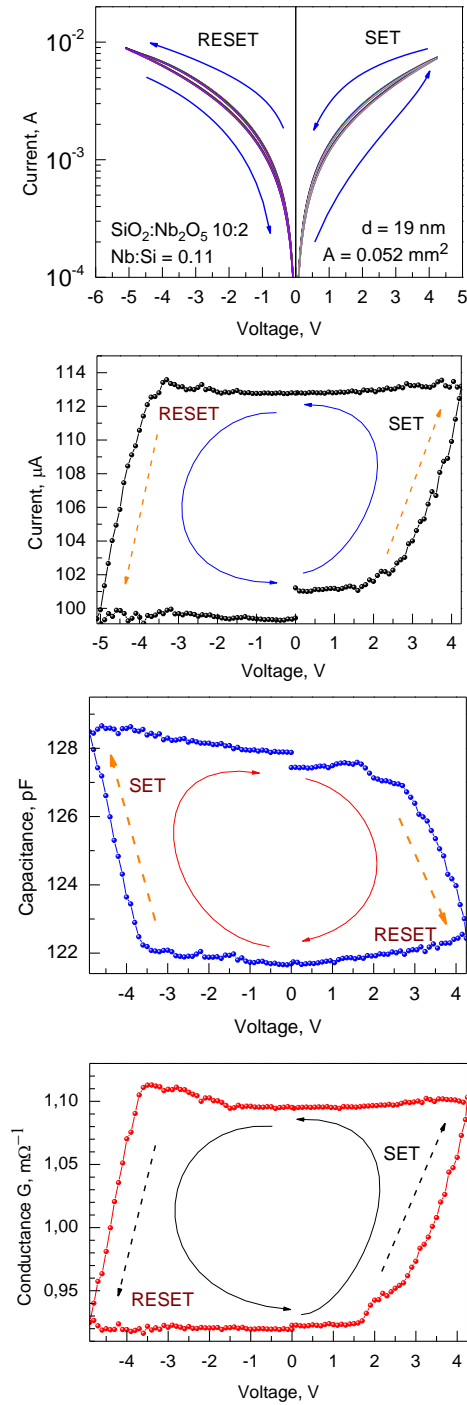 10⁻²
10⁻³
10⁻⁴
Current, A
RESET
SET
SiO₂:Nb₂O₅ 10:2
Nb:Si = 0.11
d = 19 nm
A = 0.052 mm²
-6 -5 -4 -3 -2 -1 0 1 2 3 4 5 6
Voltage, V
114
112
110
108
106
104
102
100
Current, μA
RESET
SET
-5 -4 -3 -2 -1 0 1 2 3 4
Voltage, V
128
126
124
122
Capacitance, pF
SET
RESET
-4 -3 -2 -1 0 1 2 3 4
Voltage, V
1,10
1,05
1,00
0,95
Conductance G, mΩ⁻¹
SET
RESET
-4 -3 -2 -1 0 1 2 3 4
Voltage, V